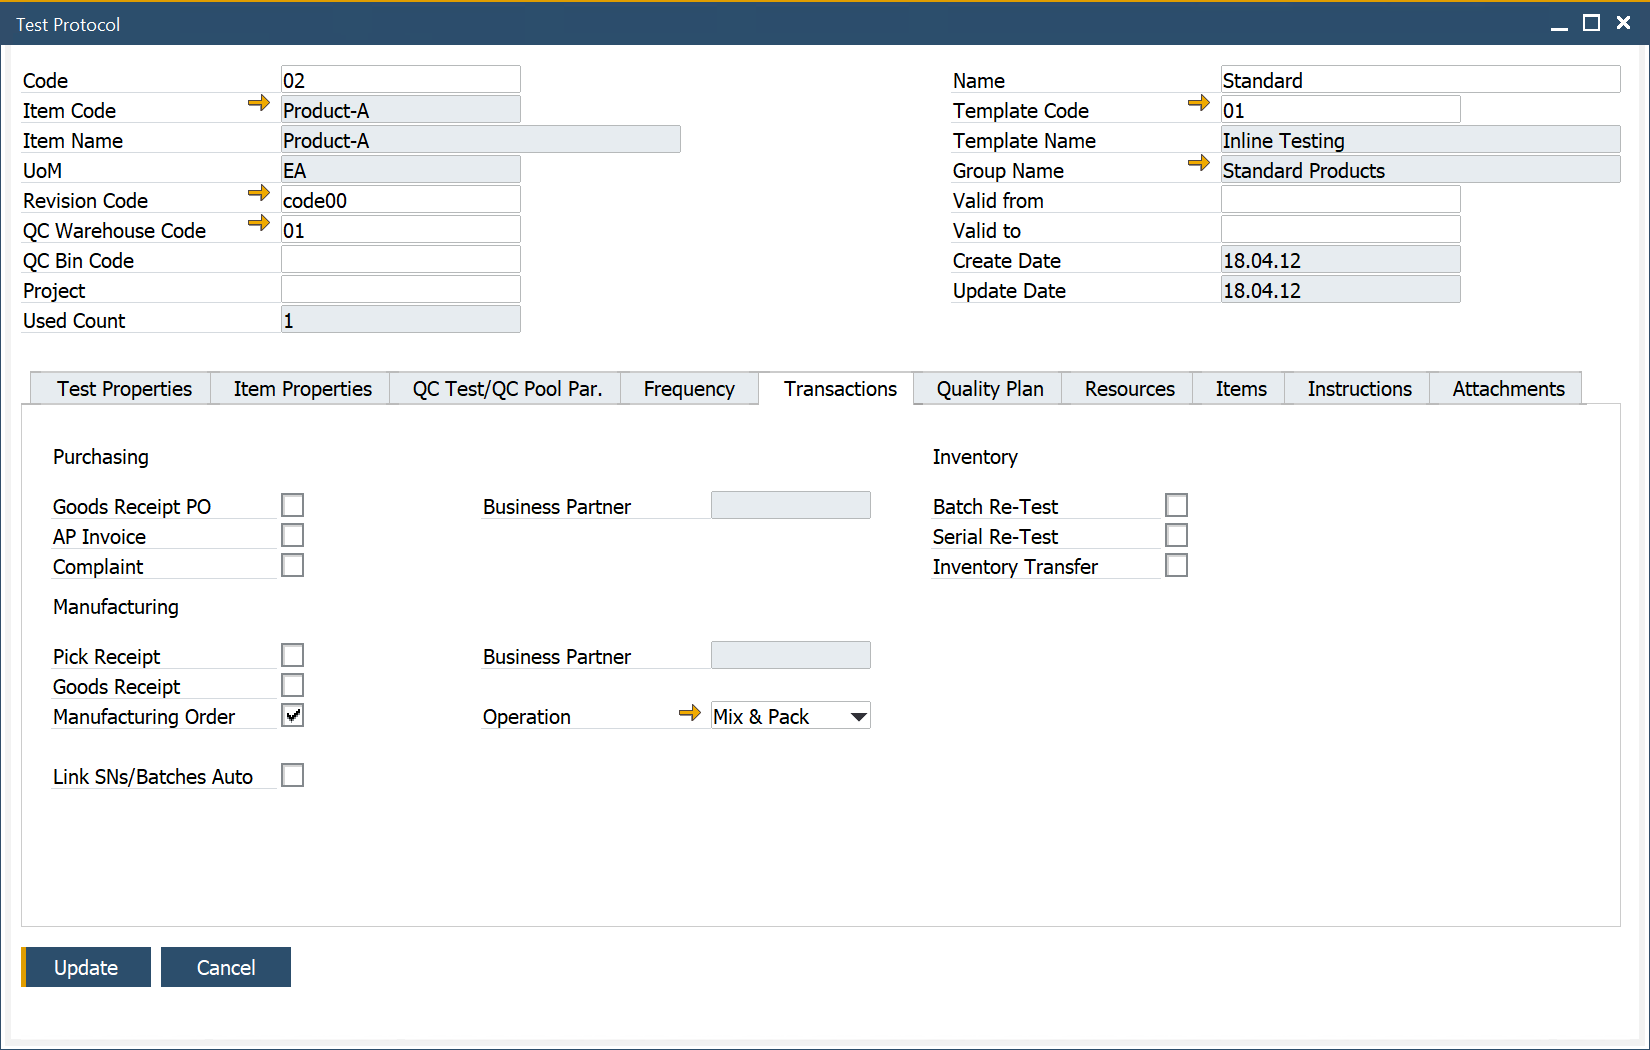 Test Protocol
Code 02 Name Standard
Item Code Product-A Template Code 01
Item Name Product-A Template Name Inline Testing
UoM EA Group Name Standard Products
Revision Code code00 Valid from
QC Warehouse Code 01 Valid to
QC Bin Code Create Date 18.04.12
Project Update Date 18.04.12
Used Count 1
Test Properties Item Properties QC Test/QC Pool Par. Frequency Transactions Quality Plan Resources Items Instructions Attachments
Purchasing Inventory
Goods Receipt PO Business Partner Batch Re-Test
AP Invoice Serial Re-Test
Complaint Inventory Transfer
Manufacturing
Pick Receipt Business Partner
Goods Receipt
Manufacturing Order Operation Mix & Pack
Link SNs/Batches Auto
Update Cancel